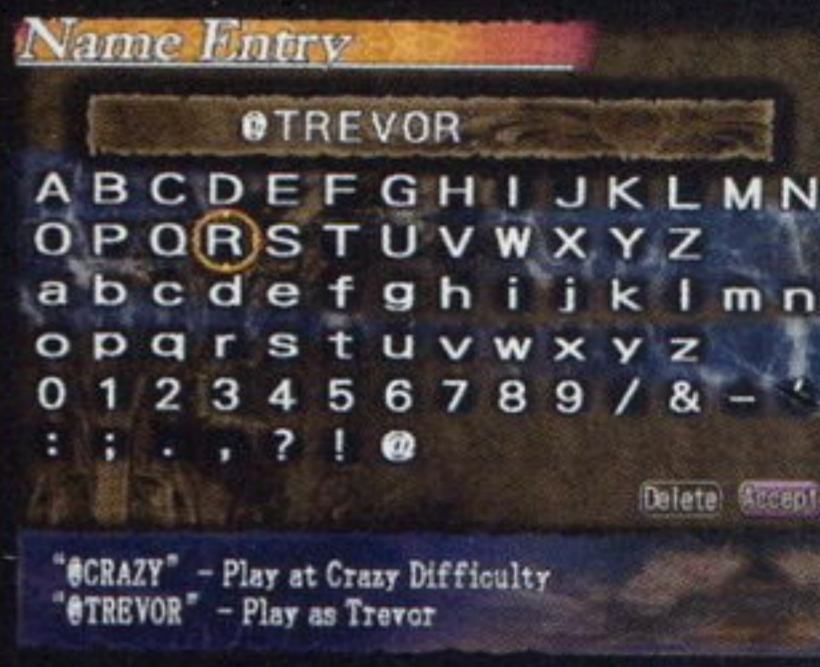 Name Entry
@TREVOR
A B C D E F G H I J K L M N
O P Q R S T U V W X Y Z
a b c d e f g h i j k l m n
o p q r s t u v w x y z
0 1 2 3 4 5 6 7 8 9 / & - '
: ; . , ? ! @
Delete Accept
"@CRAZY" - Play at Crazy Difficulty
"@TREVOR" - Play as Trevor